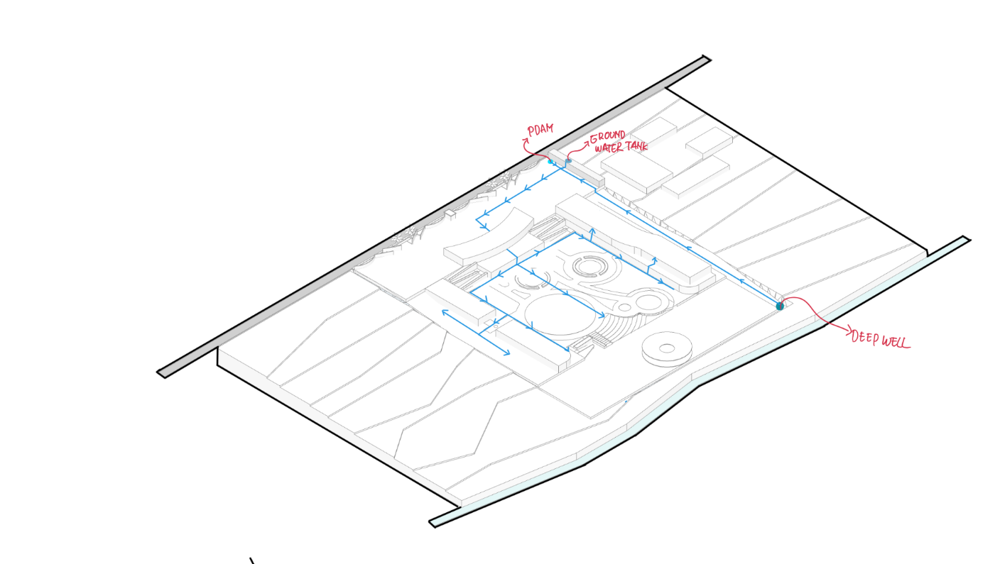 PDAM
GROUND
WATER TANK
DEEP WELL